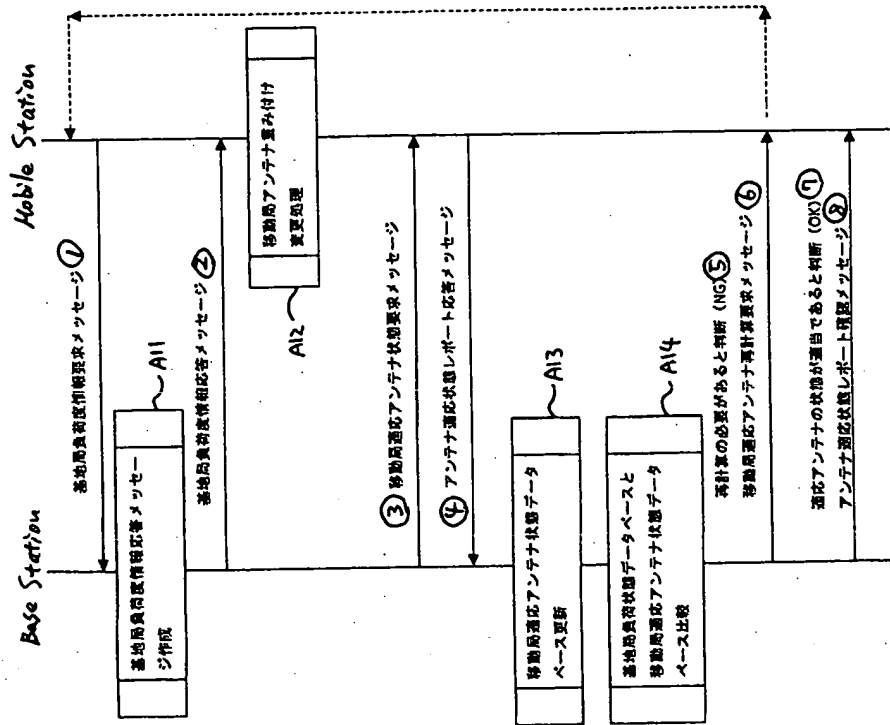 Base Station
Mobile Station
基地局負荷度情報要求メッセージ①
A11
基地局負荷度情報応答メッセー
ジ作成
基地局負荷度情報応答メッセージ②
移動局アンテナ重み付け
変更処理
A12
③移動局適応アンテナ状態要求メッセージ
④アンテナ適応状態レポート応答メッセージ
A13
移動局適応アンテナ状態データ
ベース更新
A14
基地局負荷状態データベースと
移動局適応アンテナ状態データ
ベース比較
再計算の必要があると判断 (NG)⑤
移動局適応アンテナ再計算要求メッセージ⑥
適応アンテナの状態が適当であると判断 (OK)⑦
アンテナ適応状態レポート確認メッセージ⑧